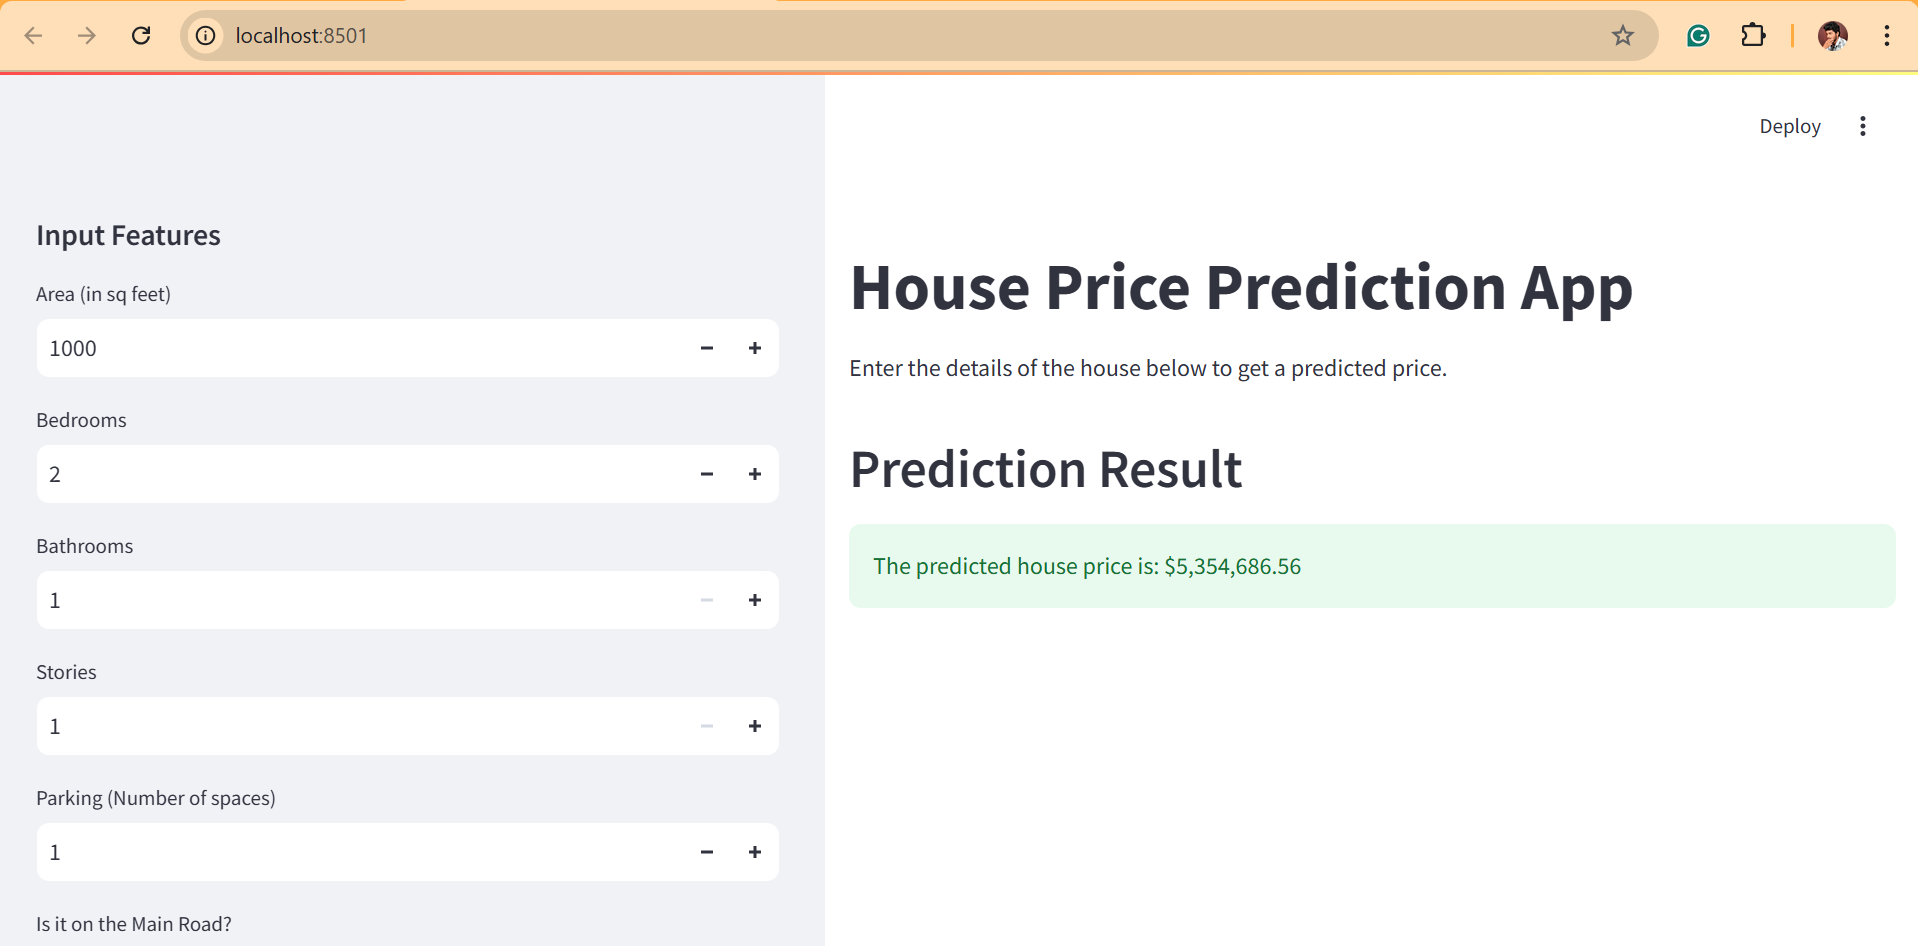 localhost:8501
Deploy
Input Features
Area (in sq feet)
1000
Bedrooms
2
Bathrooms
1
Stories
1
Parking (Number of spaces)
1
Is it on the Main Road?
House Price Prediction App
Enter the details of the house below to get a predicted price.
Prediction Result
The predicted house price is: $5,354,686.56